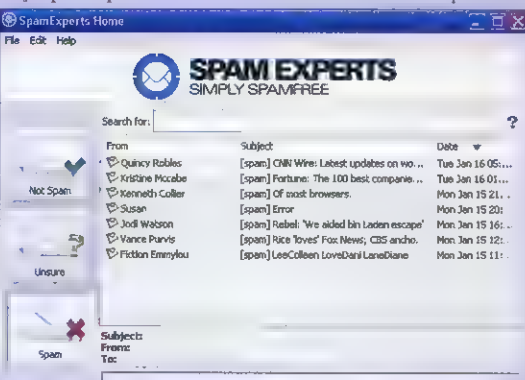 SpamExperts Home
File Edit Help
SPAM EXPERTS
SIMPLY SPAMFREE
Search for:
?
From Subject Date
Quincy Robles [spam] CNN Wire: Latest updates on wo... Tue Jan 16 05:...
Kristine Mccabe [spam] Fortune: The 100 best companie... Tue Jan 16 01...
Kenneth Collier [spam] Of most browsers. Mon Jan 15 21...
Susan [spam] Error Mon Jan 15 20:
Jodi Watson [spam] Rebel: 'We aided bin Laden escape' Mon Jan 15 16:...
Vance Purvis [spam] Rice 'loves' Fox News; CBS ancho. Mon Jan 15 12:...
Fiction Emmylou [spam] LeeColleen LoveDani LaneDiane Mon Jan 15 11:...
Not Spam
Unsure
Spam
Subject:
From:
To: